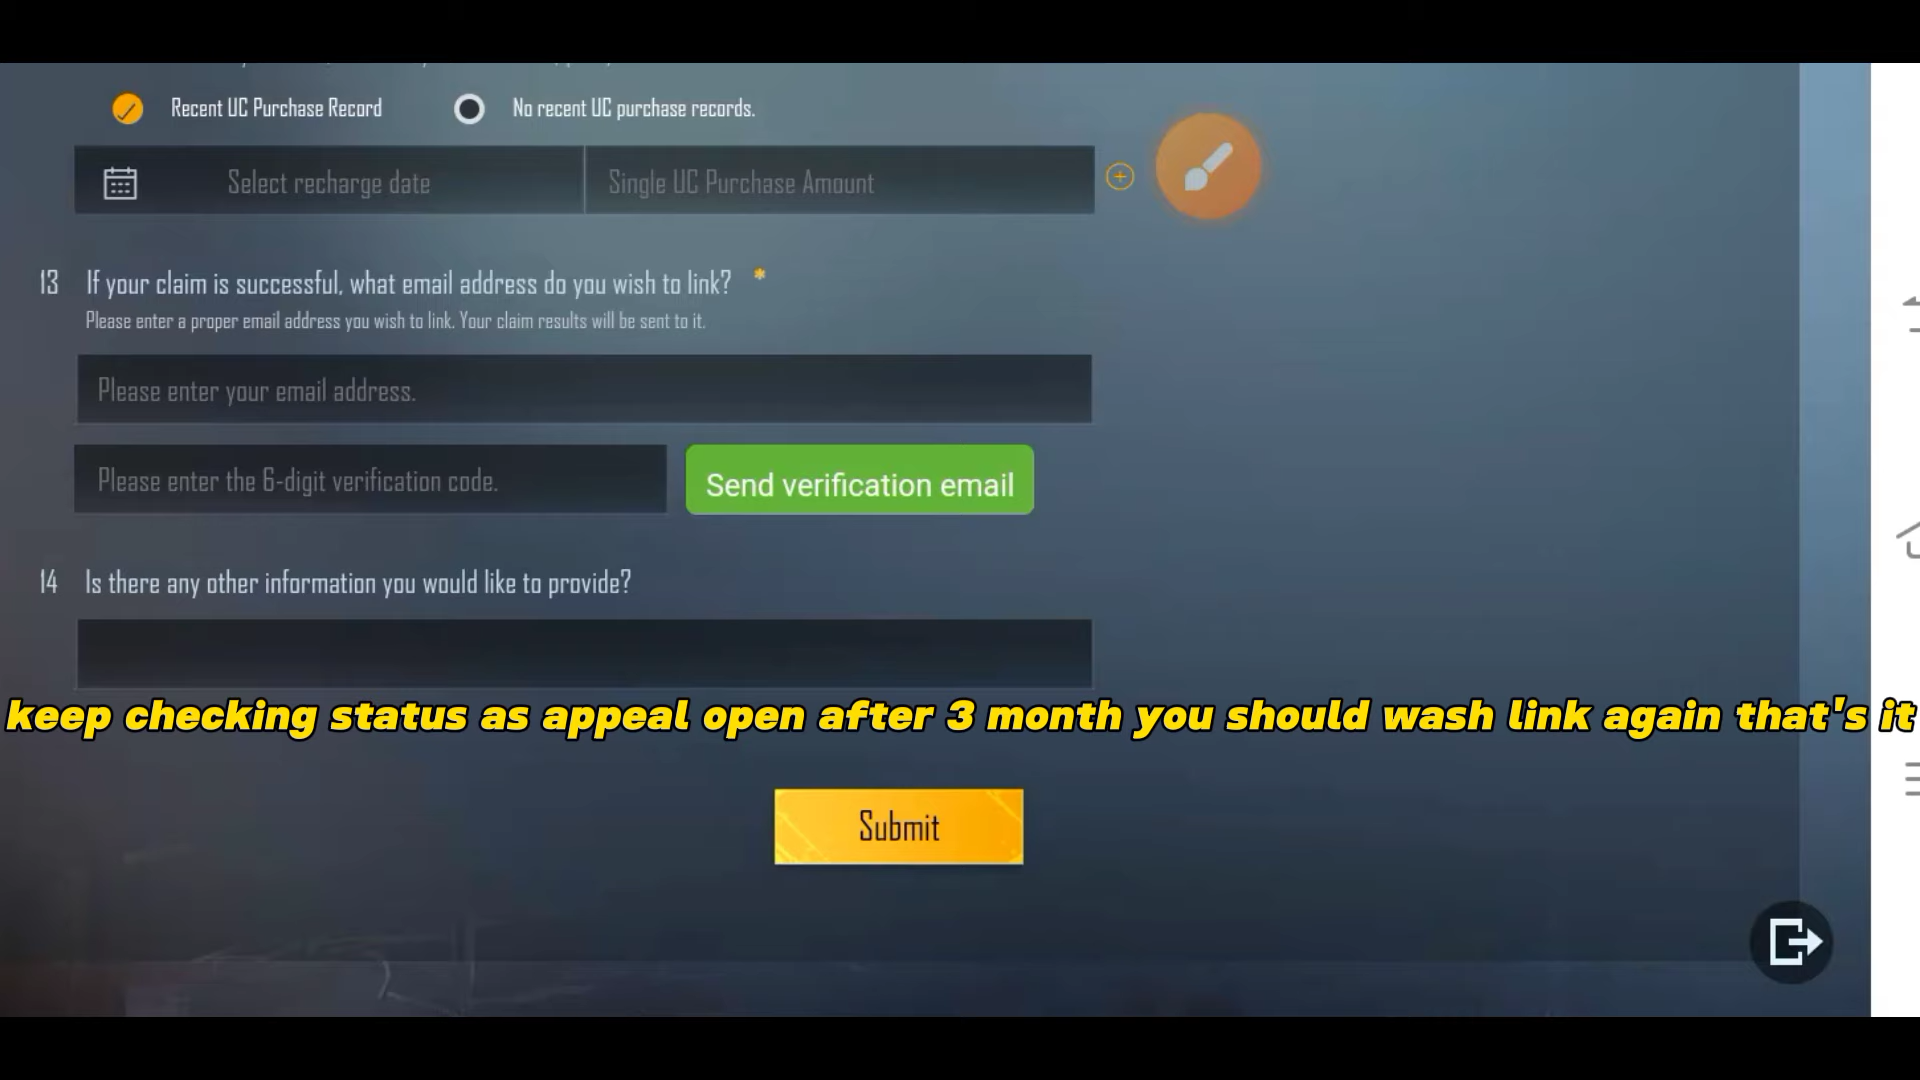 Recent UC Purchase Record No recent UC purchase records.
Select recharge date Single UC Purchase Amount
13 If your claim is successful, what email address do you wish to link? *
Please enter a proper email address you wish to link. Your claim results will be sent to it.
Please enter your email address.
Please enter the 6-digit verification code. Send verification email
14 Is there any other information you would like to provide?
keep checking status as appeal open after 3 month you should wash link again that's it
Submit